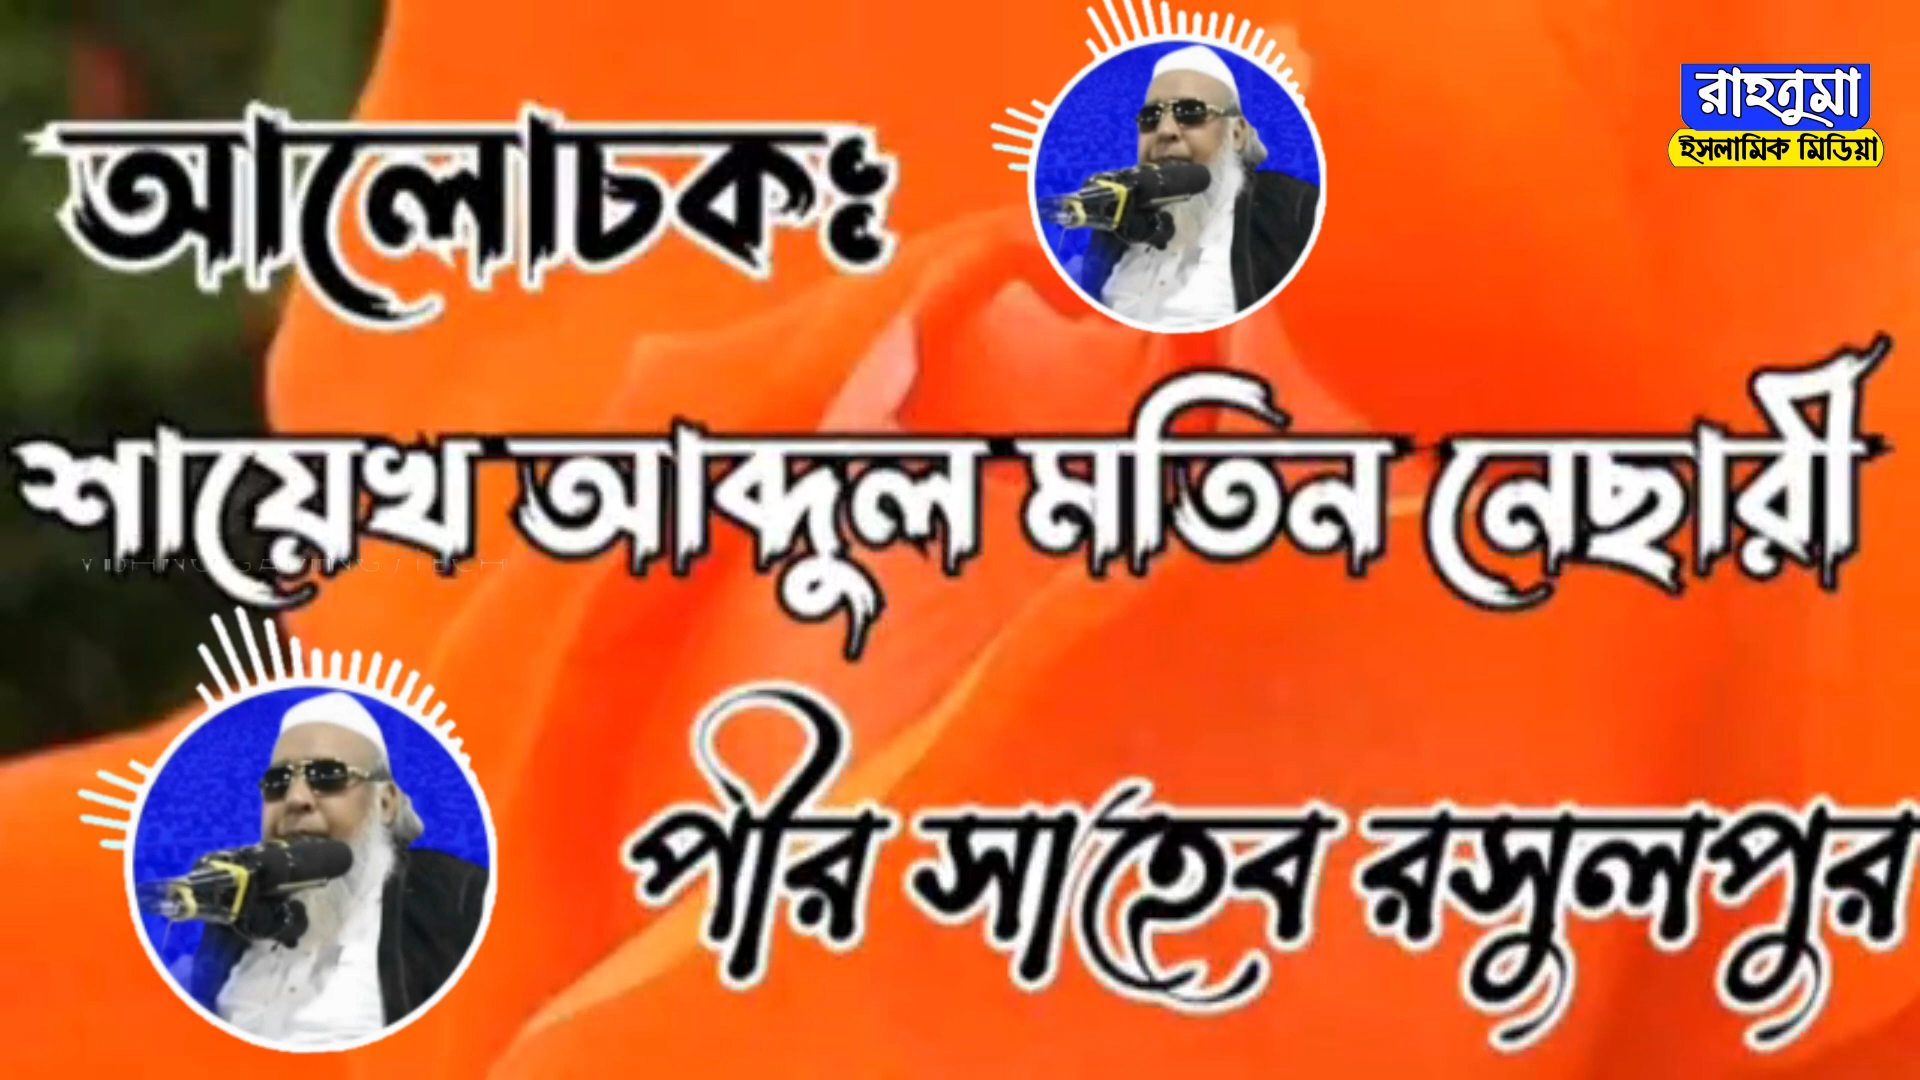 আলোচকঃ
রাহনুমা
ইসলামিক মিডিয়া
শায়েখ আব্দুল মতিন নেছারী
পীর সাহেব রসুলপুর